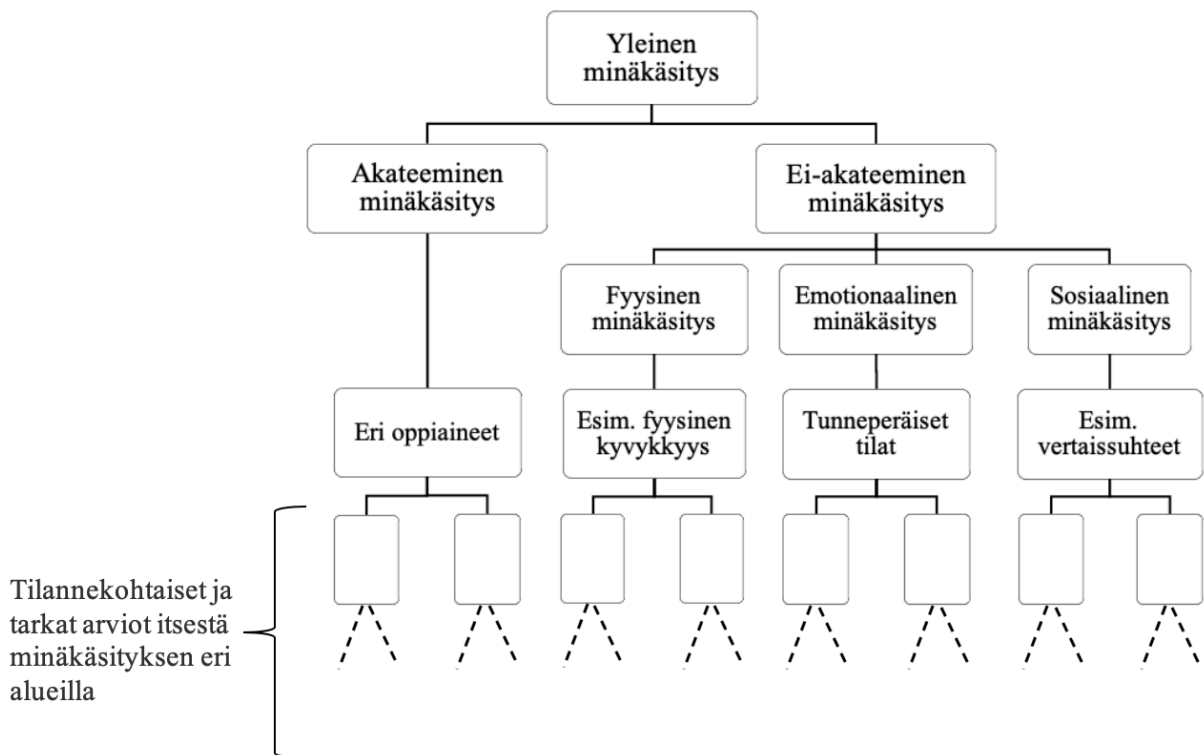 Yleinen
minäkäsitys
Akateeminen
minäkäsitys
Ei-akateeminen
minäkäsitys
Fyysinen
minäkäsitys
Emotionaalinen
minäkäsitys
Sosiaalinen
minäkäsitys
Eri oppiaineet
Esim. fyysinen
kyvykkyys
Tunneperäiset
tilat
Esim.
vertaissuhteet
Tilannekohtaiset ja
tarkat arviot itsestä
minäkäsityksen eri
alueilla